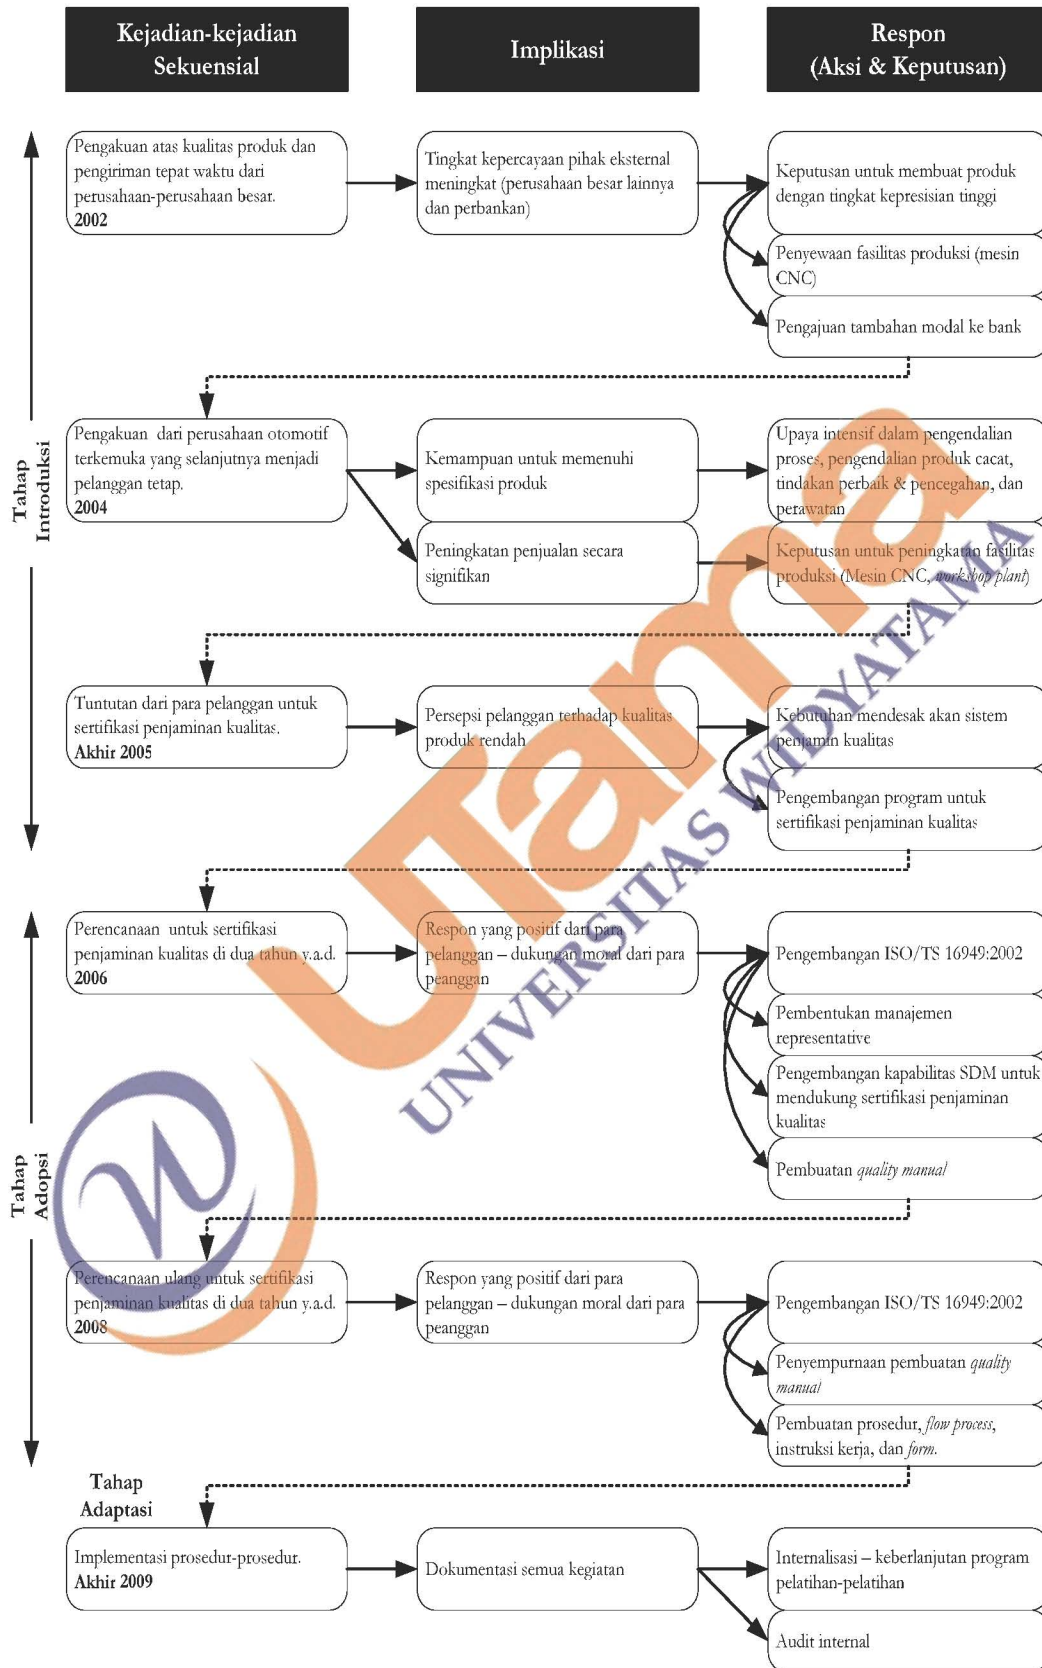 Kejadian-kejadian
Sekuensial
Implikasi
Respon
(Aksi & Keputusan)
Tahap
Introduksi
Pengakuan atas kualitas produk dan
pengiriman tepat waktu dari
perusahaan-perusahaan besar.
2002
Tingkat kepercayaan pihak eksternal
meningkat (perusahaan besar lainnya
dan perbankan)
Keputusan untuk membuat produk
dengan tingkat kepresisian tinggi
Penyewaan fasilitas produksi (mesin
CNC)
Pengajuan tambahan modal ke bank
Pengakuan dari perusahaan otomotif
terkemuka yang selanjutnya menjadi
pelanggan tetap.
2004
Kemampuan untuk memenuhi
spesifikasi produk
Peningkatan penjualan secara
signifikan
Upaya intensif dalam pengendalian
proses, pengendalian produk cacat,
tindakan perbaik & pencegahan, dan
perawatan
Keputusan untuk peningkatan fasilitas
produksi (Mesin CNC, workshop plant)
Tuntutan dari para pelanggan untuk
sertifikasi penjaminan kualitas.
Akhir 2005
Persepsi pelanggan terhadap kualitas
produk rendah
Kebutuhan mendesak akan sistem
penjamin kualitas
Pengembangan program untuk
sertifikasi penjaminan kualitas
Tahap
Adopsi
Perencanaan untuk sertifikasi
penjaminan kualitas di dua tahun y.a.d.
2006
Respon yang positif dari para
pelanggan – dukungan moral dari para
peanggan
Pengembangan ISO/TS 16949:2002
Pembentukan manajemen
representative
Pengembangan kapabilitas SDM untuk
mendukung sertifikasi penjaminan
kualitas
Pembuatan quality manual
Perencanaan ulang untuk sertifikasi
penjaminan kualitas di dua tahun y.a.d.
2008
Respon yang positif dari para
pelanggan – dukungan moral dari para
peanggan
Pengembangan ISO/TS 16949:2002
Penyempurnaan pembuatan quality
manual
Pembuatan prosedur, flow process,
instruksi kerja, dan form.
Tahap
Adaptasi
Implementasi prosedur-prosedur.
Akhir 2009
Dokumentasi semua kegiatan
Internalisasi – keberlanjutan program
pelatihan-pelatihan
Audit internal
UTama
UNIVERSITAS WIDYATAMA